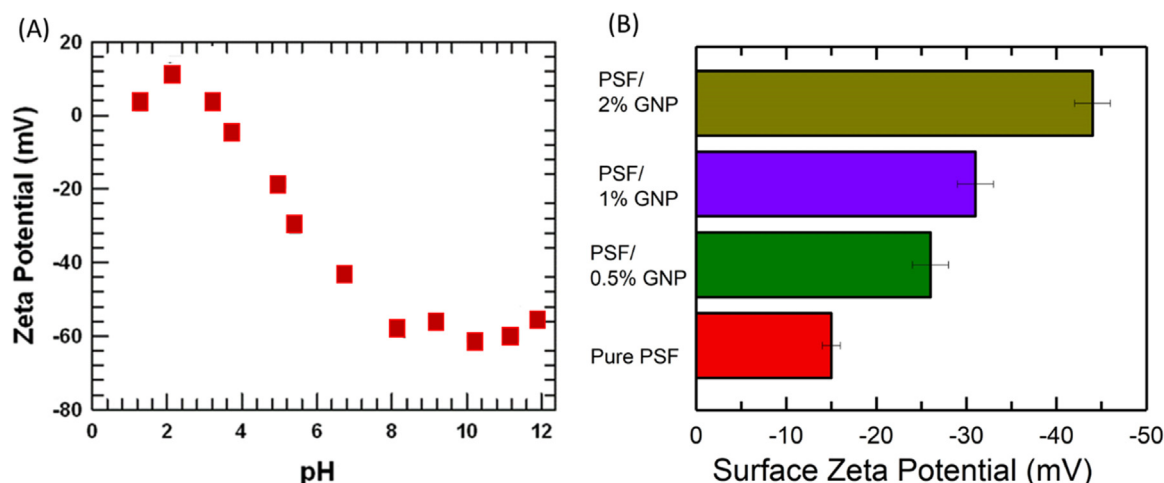 (A)
Zeta Potential (mV)
20
0
-20
-40
-60
-80
0 2 4 6 8 10 12
pH
(B)
PSF/
2% GNP
PSF/
1% GNP
PSF/
0.5% GNP
Pure PSF
0 -10 -20 -30 -40 -50
Surface Zeta Potential (mV)